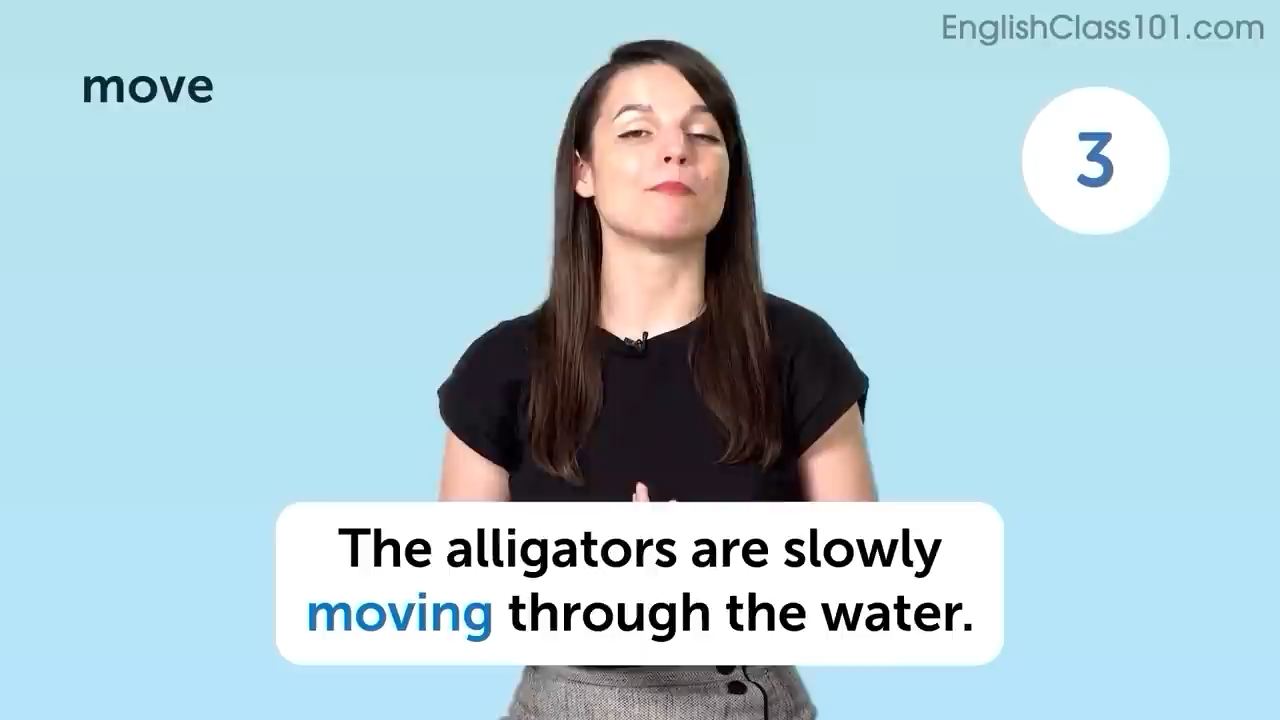 EnglishClass101.com
move
3
The alligators are slowly
moving through the water.